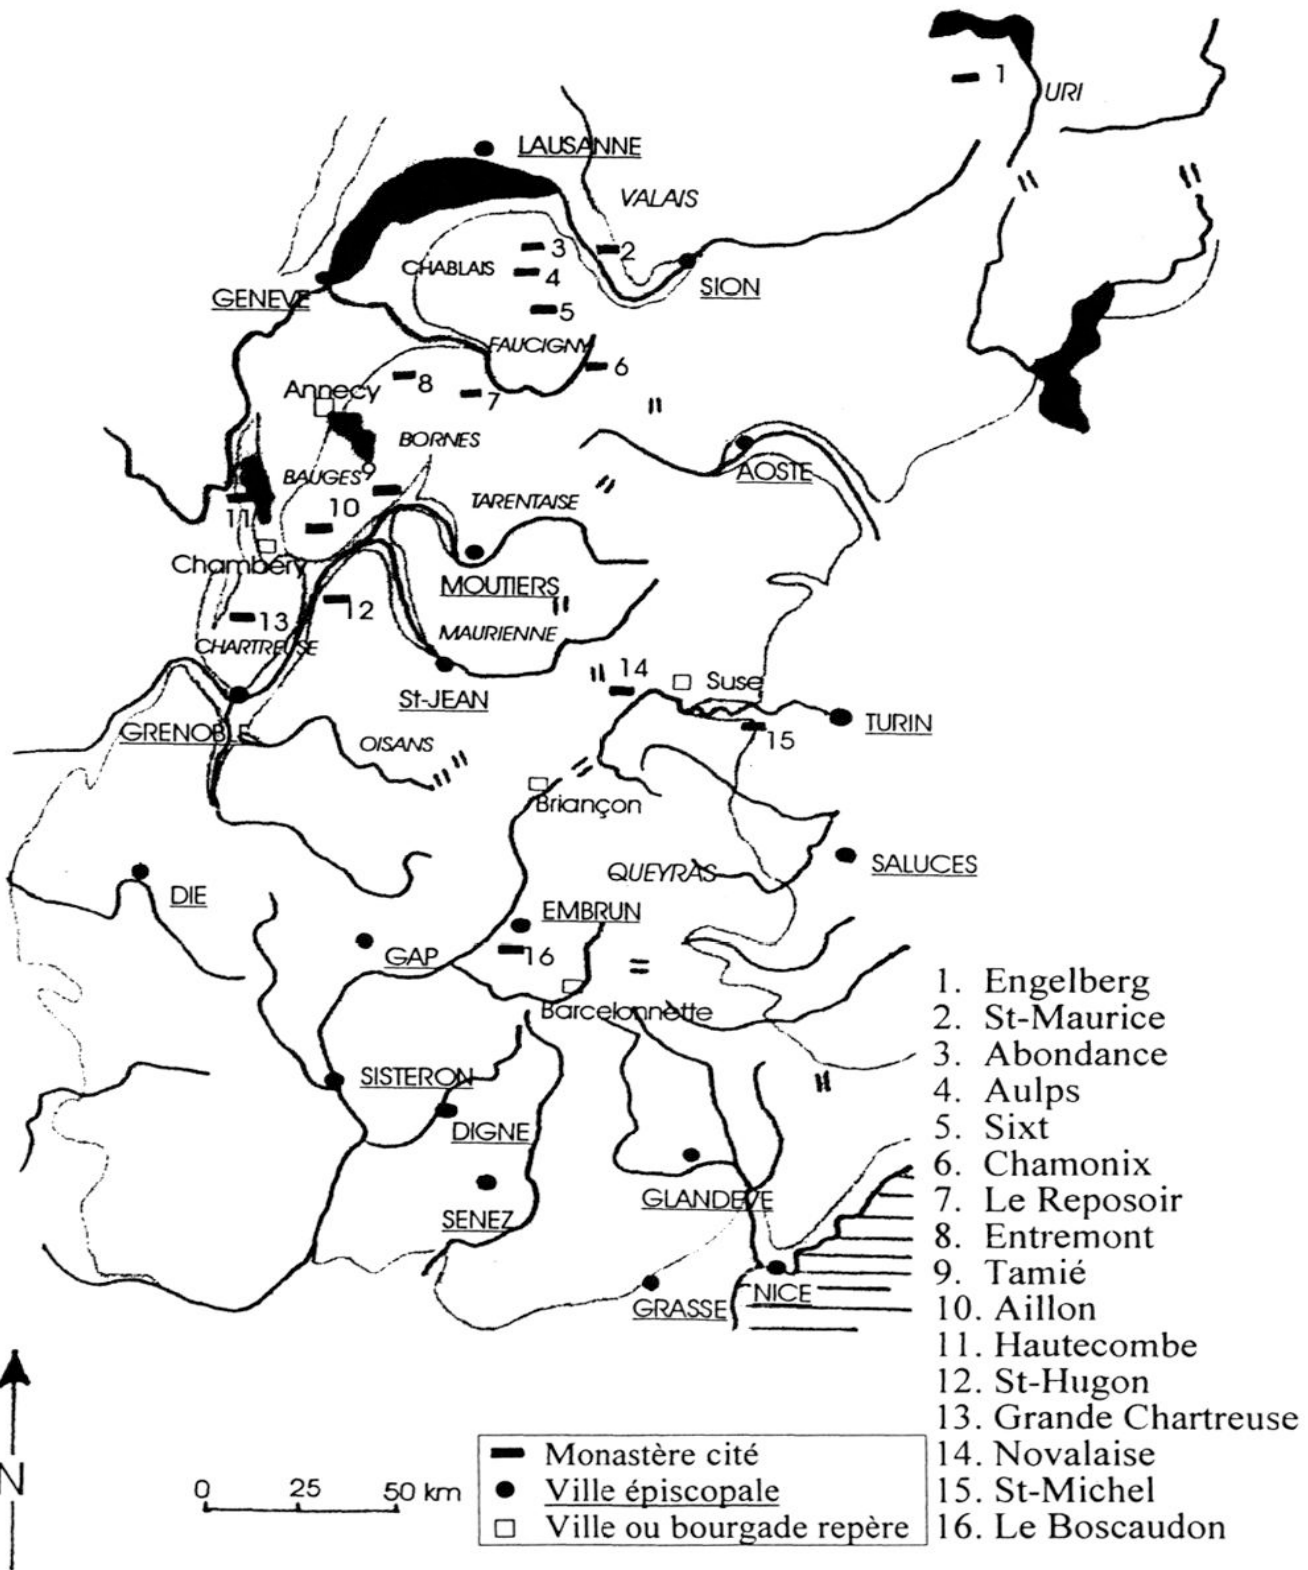 1
URI
LAUSANNE
VALAIS
3
2
CHABLAIS
4
SION
GENEVE
5
FAUCIGNY
6
Annecy
8
7
BORNES
AOSTE
BAUGES 9
10
TARENTAISE
11
Chambéry
MOUTIERS
12
13
MAURIENNE
CHARTREUSE
14
Suse
St-JEAN
TURIN
GRENOBLE
OISANS
15
Briançon
SALUCES
QUEYRAS
DIE
EMBRUN
GAP
16
Barcelonnette
SISTERON
DIGNE
GLANDEVE
SENEZ
NICE
GRASSE
1. Engelberg
2. St-Maurice
3. Abondance
4. Aulps
5. Sixt
6. Chamonix
7. Le Reposoir
8. Entremont
9. Tamié
10. Aillon
11. Hautecombe
12. St-Hugon
13. Grande Chartreuse
14. Novalaise
15. St-Michel
16. Le Boscaudon
N
0 25 50 km
Monastère cité
Ville épiscopale
Ville ou bourgade repère